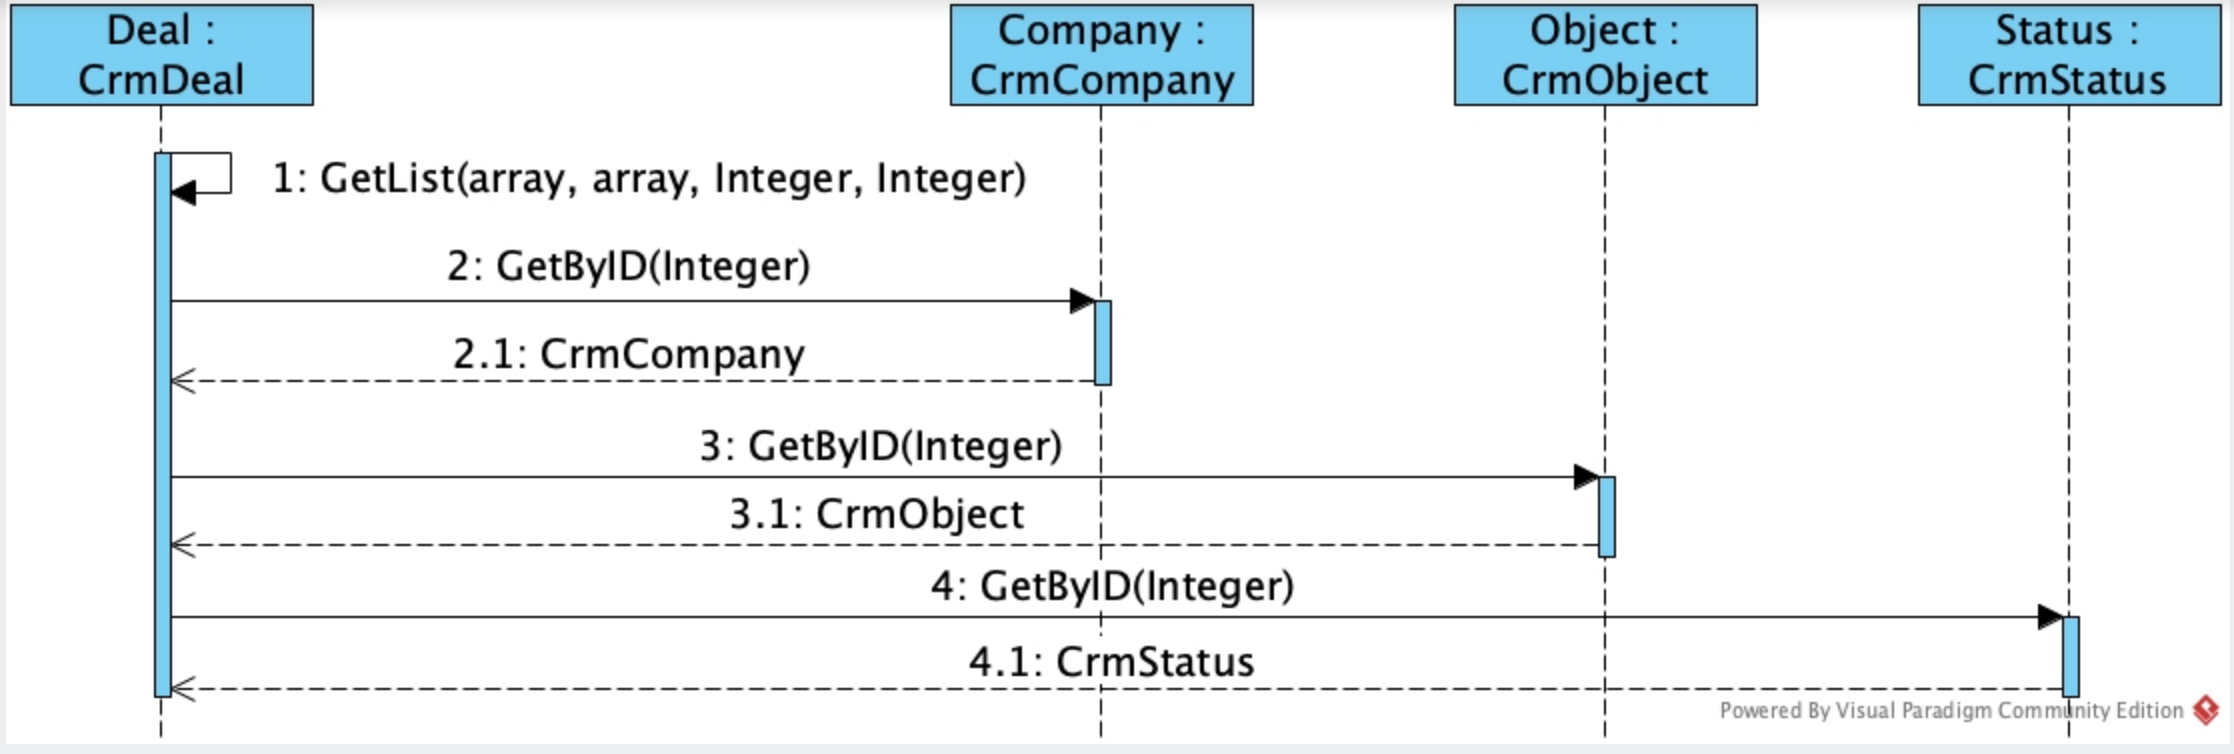 Deal :
CrmDeal
Company :
CrmCompany
Object :
CrmObject
Status :
CrmStatus
1: GetList(array, array, Integer, Integer)
2: GetByID(Integer)
2.1: CrmCompany
3: GetByID(Integer)
3.1: CrmObject
4: GetByID(Integer)
4.1: CrmStatus
Powered By Visual Paradigm Community Edition